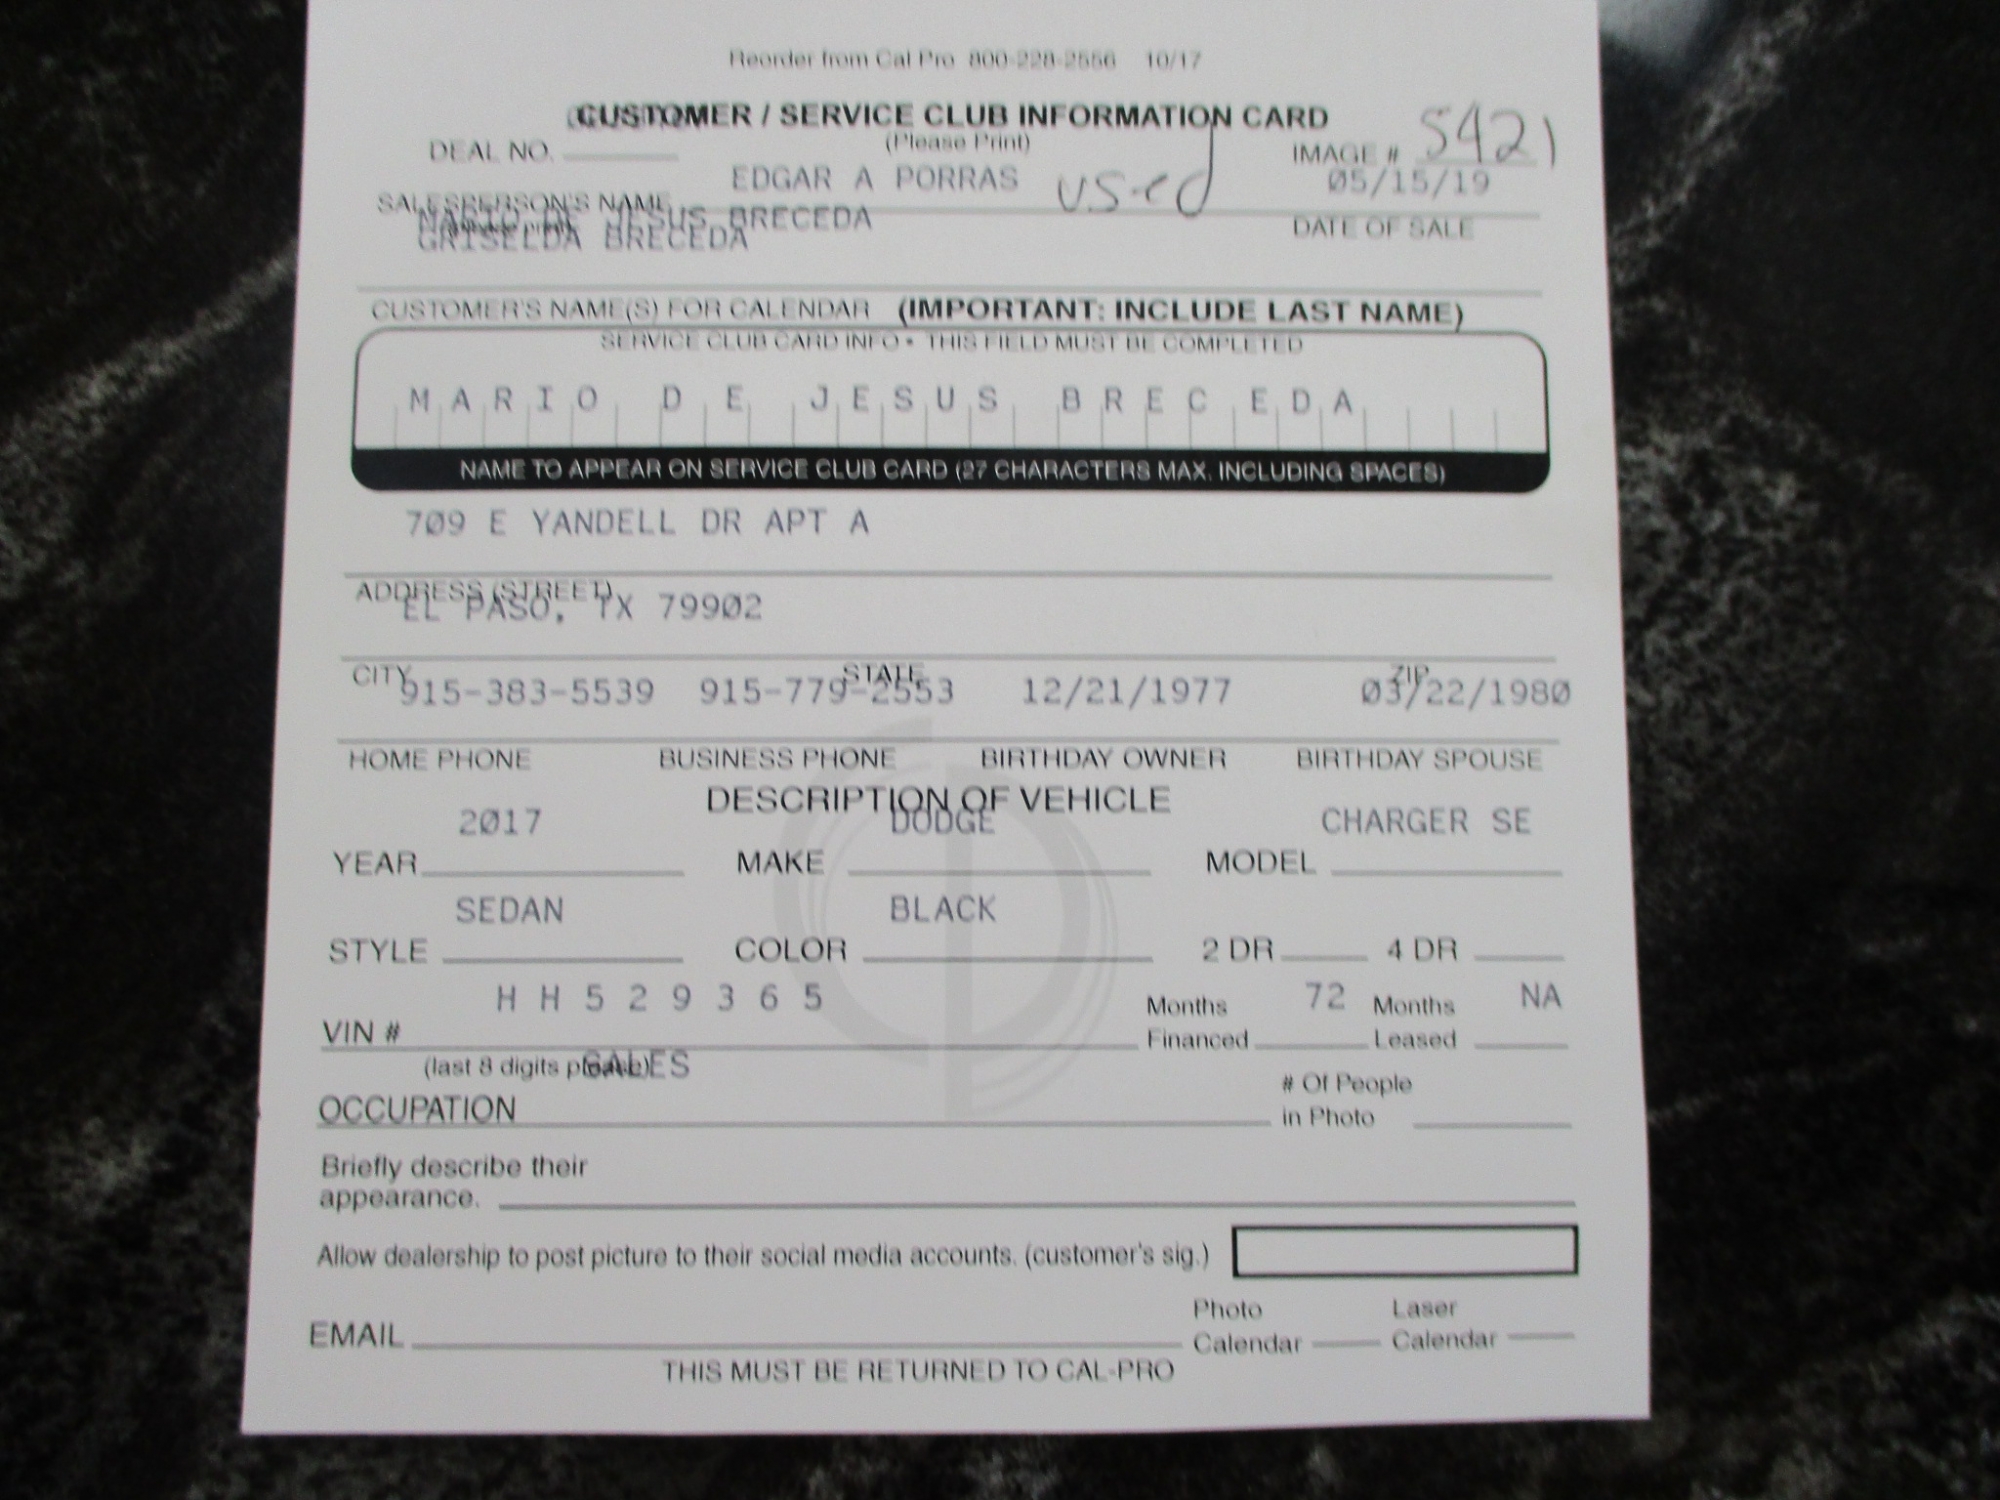 Reorder from Cal Pro 800-228-2556 10/17
CUSTOMER / SERVICE CLUB INFORMATION CARD
(Please Print)
DEAL NO.
IMAGE # 5421
EDGAR A PORRAS used 05/15/19
SALESPERSON'S NAME DATE OF SALE
MARIO DE JESUS BRECEDA
GRISELDA BRECEDA
CUSTOMER'S NAME(S) FOR CALENDAR (IMPORTANT: INCLUDE LAST NAME)
SERVICE CLUB CARD INFO • THIS FIELD MUST BE COMPLETED
MARIO DE JESUS BRECEDA
NAME TO APPEAR ON SERVICE CLUB CARD (27 CHARACTERS MAX. INCLUDING SPACES)
709 E YANDELL DR APT A
ADDRESS (STREET)
EL PASO, TX 79902
CITY STATE ZIP
915-383-5539 915-779-2553 12/21/1977 03/22/1980
HOME PHONE BUSINESS PHONE BIRTHDAY OWNER BIRTHDAY SPOUSE
DESCRIPTION OF VEHICLE
2017 DODGE CHARGER SE
YEAR MAKE MODEL
SEDAN BLACK
STYLE COLOR 2 DR 4 DR
HH529365 Months Financed 72 Months Leased NA
VIN #
(last 8 digits please)
SALES
OCCUPATION # Of People in Photo
Briefly describe their
appearance.
Allow dealership to post picture to their social media accounts. (customer's sig.)
EMAIL Photo Calendar Laser Calendar
THIS MUST BE RETURNED TO CAL-PRO